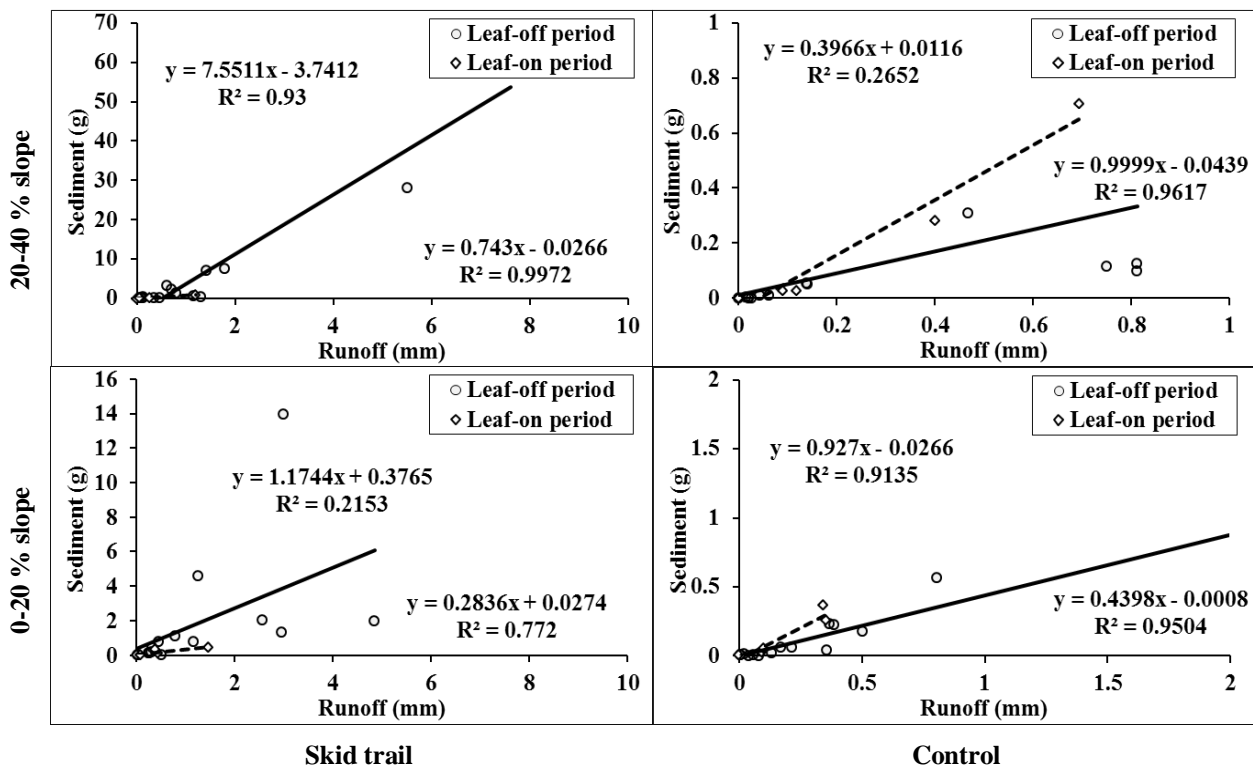 20-40 % slope
Sediment (g)
70
60
50
40
30
20
10
0
y = 7.5511x - 3.7412
R² = 0.93
Leaf-off period
Leaf-on period
y = 0.743x - 0.0266
R² = 0.9972
0 2 4 6 8 10
Runoff (mm)
Sediment (g)
1
0.8
0.6
0.4
0.2
0
y = 0.3966x + 0.0116
R² = 0.2652
Leaf-off period
Leaf-on period
y = 0.9999x - 0.0439
R² = 0.9617
0 0.2 0.4 0.6 0.8 1
Runoff (mm)
0-20 % slope
Sediment (g)
16
14
12
10
8
6
4
2
0
Leaf-off period
Leaf-on period
y = 1.1744x + 0.3765
R² = 0.2153
y = 0.2836x + 0.0274
R² = 0.772
0 2 4 6 8 10
Runoff (mm)
Sediment (g)
2
1.5
1
0.5
0
Leaf-off period
Leaf-on period
y = 0.927x - 0.0266
R² = 0.9135
y = 0.4398x - 0.0008
R² = 0.9504
0 0.5 1 1.5 2
Runoff (mm)
Skid trail
Control